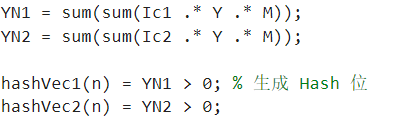 YN1 = sum(sum(Ic1 .* Y .* M));
YN2 = sum(sum(Ic2 .* Y .* M));
hashVec1(n) = YN1 > 0; % 生成 Hash 位
hashVec2(n) = YN2 > 0;